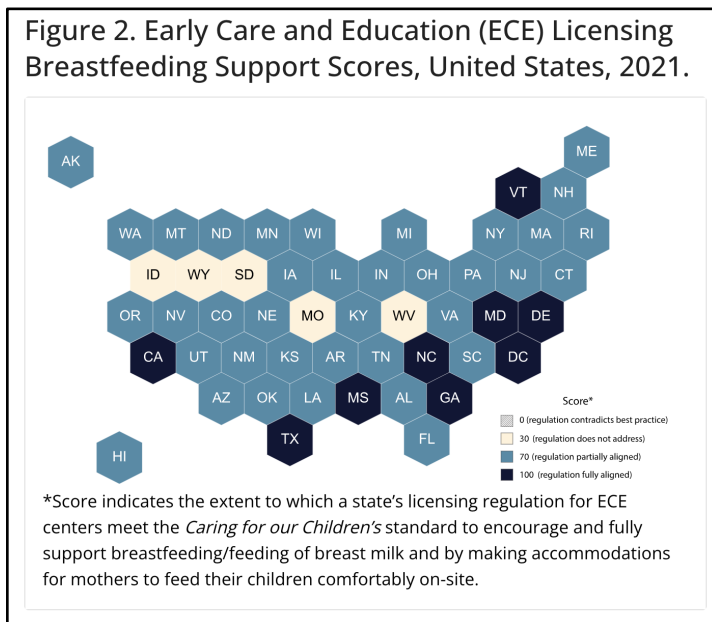 Figure 2. Early Care and Education (ECE) Licensing
Breastfeeding Support Scores, United States, 2021.
AK
ME
VT NH
WA MT ND MN WI MI NY MA RI
ID WY SD IA IL IN OH PA NJ CT
OR NV CO NE MO KY WV VA MD DE
CA UT NM KS AR TN NC SC DC
AZ OK LA MS AL GA
TX FL
HI
Score*
0 (regulation contradicts best practice)
30 (regulation does not address)
70 (regulation partially aligned)
100 (regulation fully aligned)
*Score indicates the extent to which a state's licensing regulation for ECE
centers meet the Caring for our Children's standard to encourage and fully
support breastfeeding/feeding of breast milk and by making accommodations
for mothers to feed their children comfortably on-site.